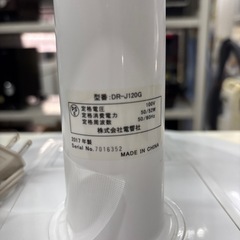 型番:DR-J120G
定格電圧 100V
定格消費電力 50/53W
定格周波数 50/60Hz
株式会社電響社
2017年製
Serial No.7018352
MADE IN CHINA